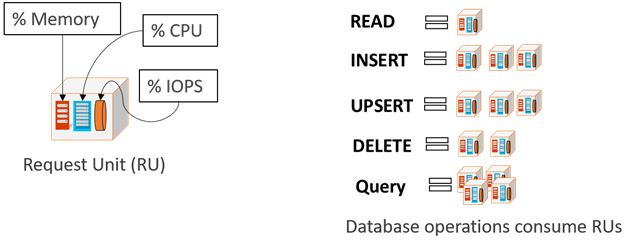 % Memory
% CPU
% IOPS
Request Unit (RU)
READ
INSERT
UPSERT
DELETE
Query
Database operations consume RUs